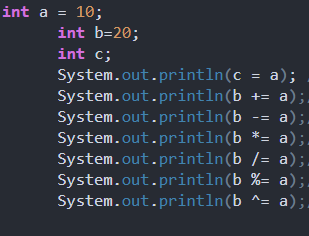 int a = 10;
int b=20;
int c;
System.out.println(c = a); /
System.out.println(b += a);/
System.out.println(b -= a);/
System.out.println(b *= a);/
System.out.println(b /= a);/
System.out.println(b %= a);/
System.out.println(b ^= a);/